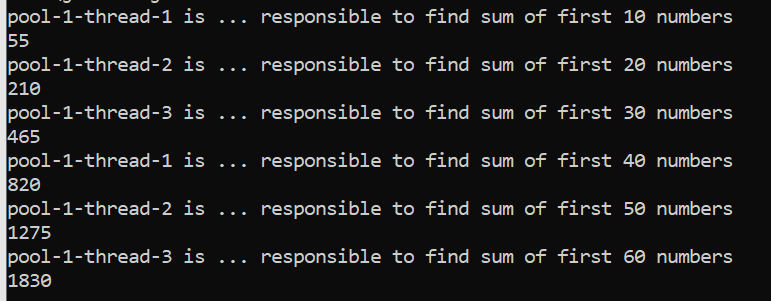 pool-1-thread-1 is ... responsible to find sum of first 10 numbers
55
pool-1-thread-2 is ... responsible to find sum of first 20 numbers
210
pool-1-thread-3 is ... responsible to find sum of first 30 numbers
465
pool-1-thread-1 is ... responsible to find sum of first 40 numbers
820
pool-1-thread-2 is ... responsible to find sum of first 50 numbers
1275
pool-1-thread-3 is ... responsible to find sum of first 60 numbers
1830